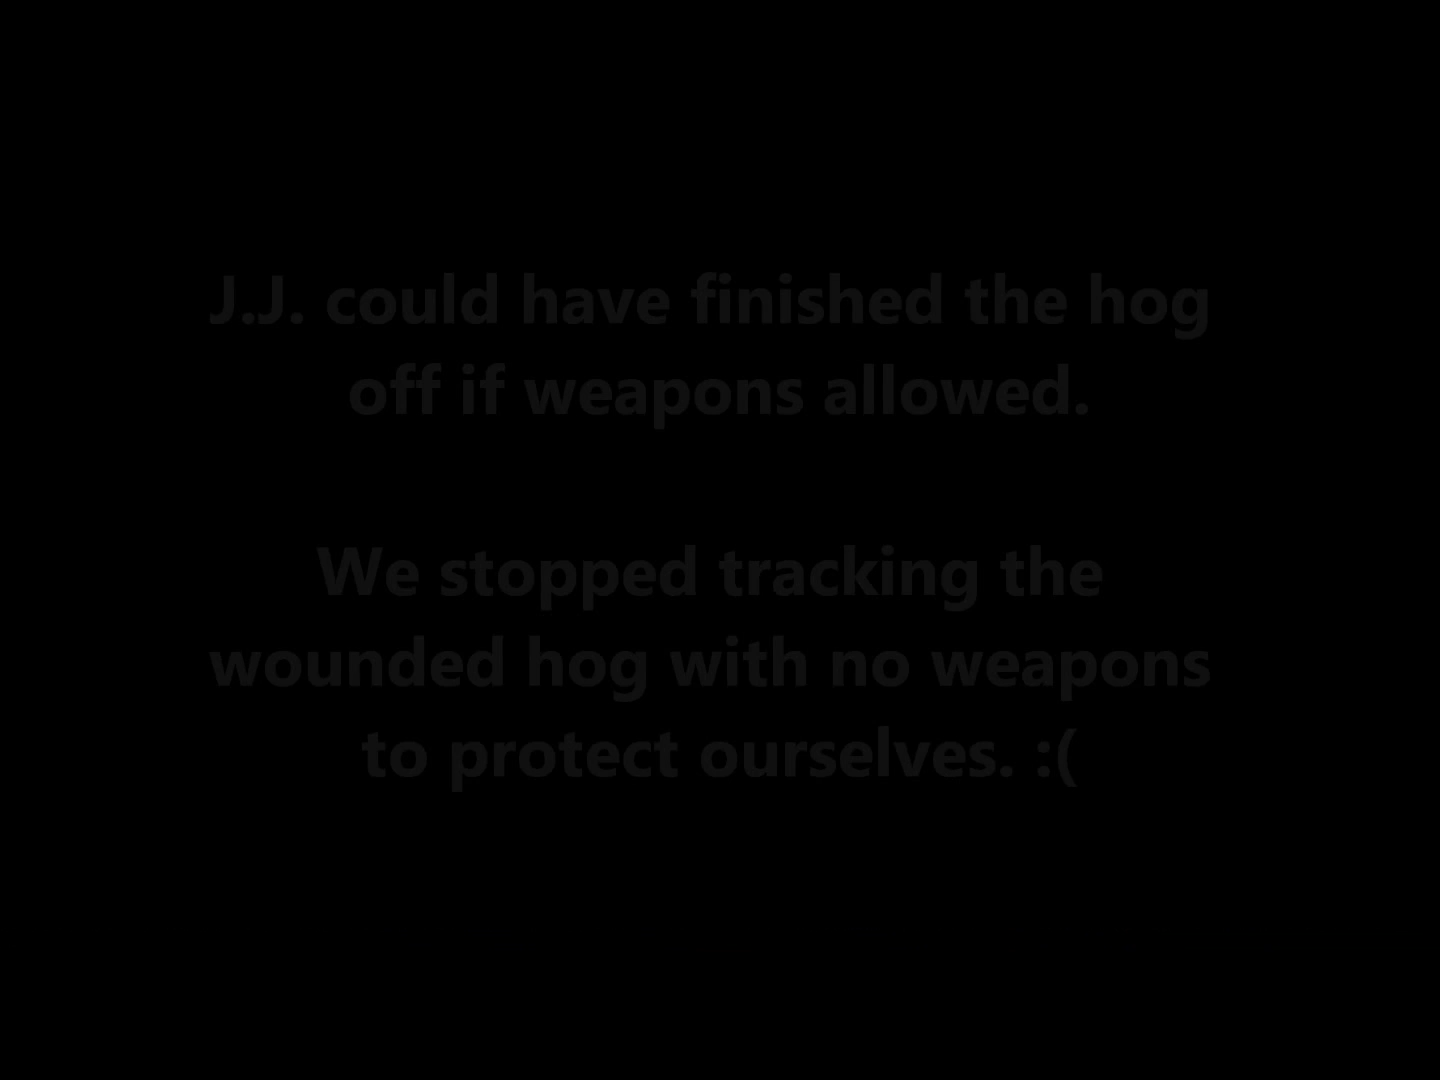 J.J. could have finished the hog
off if weapons allowed.
We stopped tracking the
wounded hog with no weapons
to protect ourselves. :(